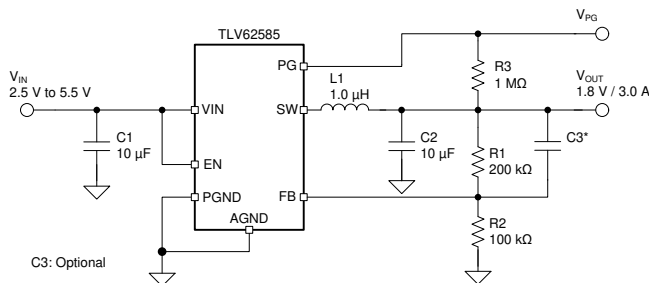 TLV62585
V_PG
PG
R3
1 MΩ
V_IN
2.5 V to 5.5 V
L1
1.0 µH
V_OUT
1.8 V / 3.0 A
VIN
SW
C1
10 µF
C2
10 µF
R1
200 kΩ
C3*
EN
PGND
FB
AGND
R2
100 kΩ
C3: Optional